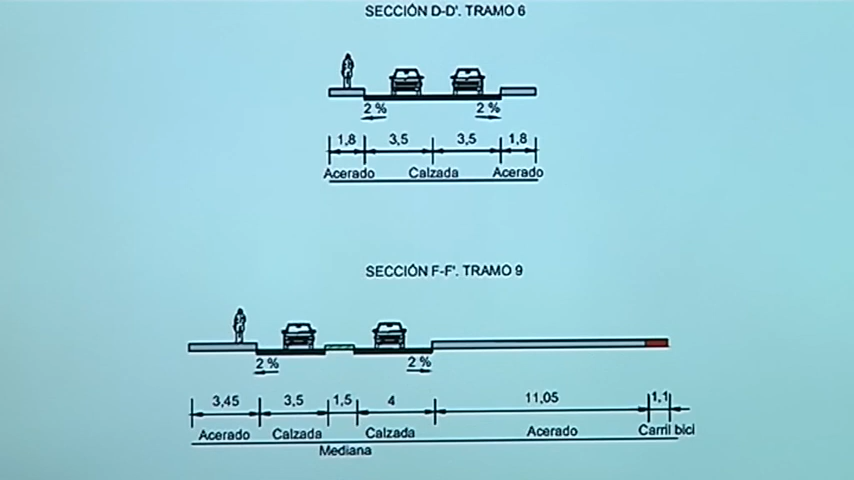 SECCIÓN D-D'. TRAMO 6
2 % 2 %
1,8 3,5 3,5 1,8
Acerado Calzada Acerado
SECCIÓN F-F'. TRAMO 9
2 % 2 %
3,45 3,5 1,5 4 11,05 1,1
Acerado Calzada Calzada Acerado Carril bici
Mediana